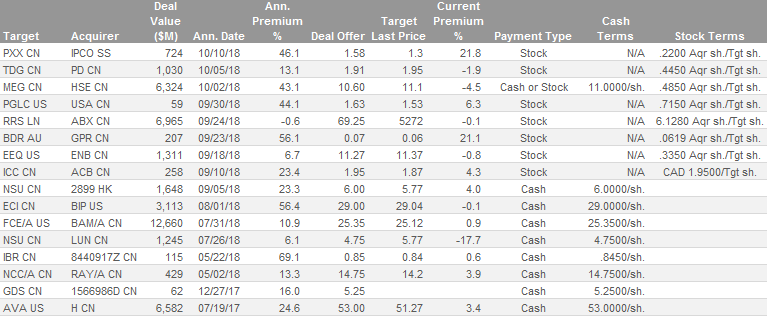 Deal Ann. Current
Value Premium Target Premium Cash
Target Acquirer ($M) Ann. Date % Deal Offer Last Price % Payment Type Terms Stock Terms
PXX CN IPCO SS 724 10/10/18 46.1 1.58 1.3 21.8 Stock N/A .2200 Aqr sh./Tgt sh.
TDG CN PD CN 1,030 10/05/18 13.1 1.91 1.95 -1.9 Stock N/A .4450 Aqr sh./Tgt sh.
MEG CN HSE CN 6,324 10/02/18 43.1 10.60 11.1 -4.5 Cash or Stock 11.0000/sh. .4850 Aqr sh./Tgt sh.
PGLC US USA CN 59 09/30/18 44.1 1.63 1.53 6.3 Stock N/A .7150 Aqr sh./Tgt sh.
RRS LN ABX CN 6,965 09/24/18 -0.6 69.25 5272 -0.1 Stock N/A 6.1280 Aqr sh./Tgt sh.
BDR AU GPR CN 207 09/23/18 56.1 0.07 0.06 21.1 Stock N/A .0619 Aqr sh./Tgt sh.
EEQ US ENB CN 1,311 09/18/18 6.7 11.27 11.37 -0.8 Stock N/A .3350 Aqr sh./Tgt sh.
ICC CN ACB CN 258 09/10/18 23.4 1.95 1.87 4.3 Stock N/A CAD 1.9500/Tgt sh.
NSU CN 2899 HK 1,648 09/05/18 23.3 6.00 5.77 4.0 Cash 6.0000/sh.
ECI CN BIP US 3,113 08/01/18 56.4 29.00 29.04 -0.1 Cash 29.0000/sh.
FCE/A US BAM/A CN 12,660 07/31/18 10.9 25.35 25.12 0.9 Cash 25.3500/sh.
NSU CN LUN CN 1,245 07/26/18 6.1 4.75 5.77 -17.7 Cash 4.7500/sh.
IBR CN 8440917Z CN 115 05/22/18 69.1 0.85 0.84 0.6 Cash .8450/sh.
NCC/A CN RAY/A CN 429 05/02/18 13.3 14.75 14.2 3.9 Cash 14.7500/sh.
GDS CN 1566986D CN 62 12/27/17 16.0 5.25 Cash 5.2500/sh.
AVA US H CN 6,582 07/19/17 24.6 53.00 51.27 3.4 Cash 53.0000/sh.